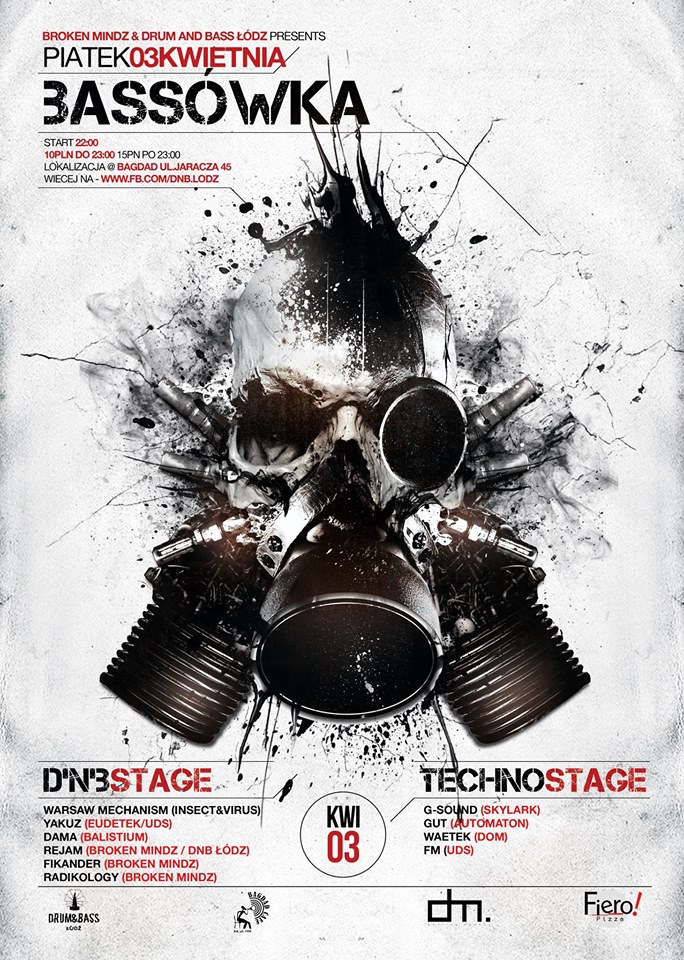 BROKEN MINDZ & DRUM AND BASS ŁÓDZ PRESENTS
PIATEK03KWIETNIA
BASSÓWKA
START 22:00
10PLN DO 23:00 15PN PO 23:00
LOKALIZACJA @ BAGDAD UL.JARACZA 45
WIECEJ NA - WWW.FB.COM/DNB.LODZ
D'N'BSTAGE
WARSAW MECHANISM (INSECT&VIRUS)
YAKUZ (EUDETEK/UDS)
DAMA (BALISTIUM)
REJAM (BROKEN MINDZ / DNB ŁÓDZ)
FIKANDER (BROKEN MINDZ)
RADIKOLOGY (BROKEN MINDZ)
KWI
03
TECHNOSTAGE
G-SOUND (SKYLARK)
GUT (AUTOMATON)
WAETEK (DOM)
FM (UDS)
DRUM&BASS
ŁÓDŹ
BAGDAD CAFE
dm.
Fiero!
Pizza